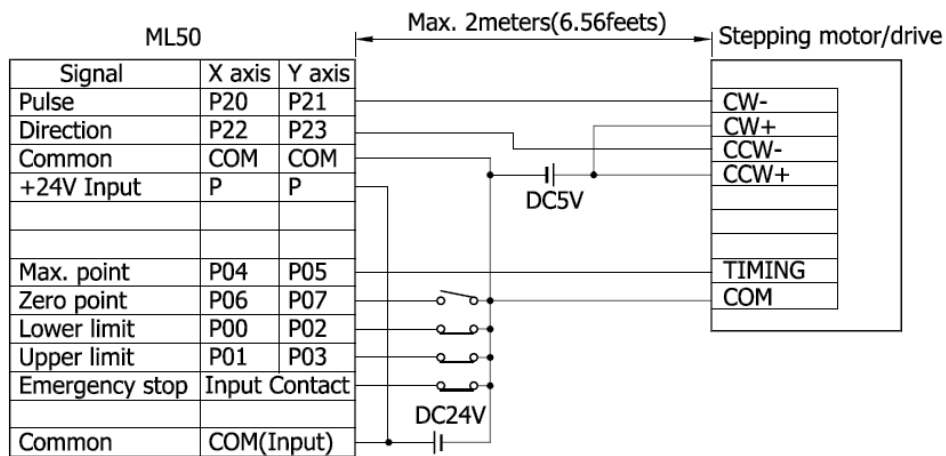 Max. 2meters(6.56feets)
ML50
Stepping motor/drive
Signal X axis Y axis
Pulse P20 P21
CW-
Direction P22 P23
CW+
Common COM COM
CCW-
+24V Input P P
CCW+
DC5V
Max. point P04 P05
TIMING
Zero point P06 P07
COM
Lower limit P00 P02
Upper limit P01 P03
Emergency stop Input Contact
DC24V
Common COM(Input)